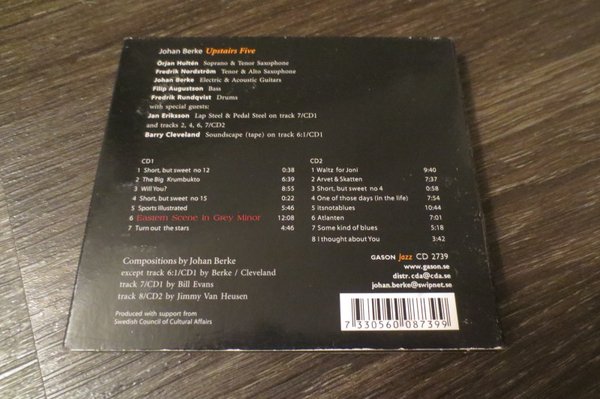 Johan Berke Upstairs Five
Örjan Hultén Soprano & Tenor Saxophone
Fredrik Nordström Tenor & Alto Saxophone
Johan Berke Electric & Acoustic Guitars
Filip Augustson Bass
Fredrik Rundqvist Drums
with special guests:
Jan Eriksson Lap Steel & Pedal Steel on track 7/CD1
and tracks 2, 4, 6, 7/CD2
Barry Cleveland Soundscape (tape) on track 6:1/CD1
CD1
1 Short, but sweet no 12 0:38
2 The Big Krumbukto 6:39
3 Will You? 8:55
4 Short, but sweet no 15 0:52
5 Sports Illustrated 5:46
6 Eastern Scene In Grey Minor 12:08
7 Turn out the stars 4:46
CD2
1 Waltz for Joni 9:40
2 Arvet & Skatten 7:37
3 Short, but sweet no 4 0:58
4 One of those days (in the life) 7:54
5 itsnotablues 10:44
6 Atlanten 7:01
7 Some kind of blues 5:18
8 I thought about You 3:42
Compositions by Johan Berke
except track 6:1/CD1 by Berke / Cleveland
track 7/CD1 by Bill Evans
track 8/CD2 by Jimmy Van Heusen
Produced with support from
Swedish Council of Cultural Affairs
GASON jazz CD 2739
www.gason.se
distr.cda@cda.se
johan.berke@swipnet.se
7 330560 087399